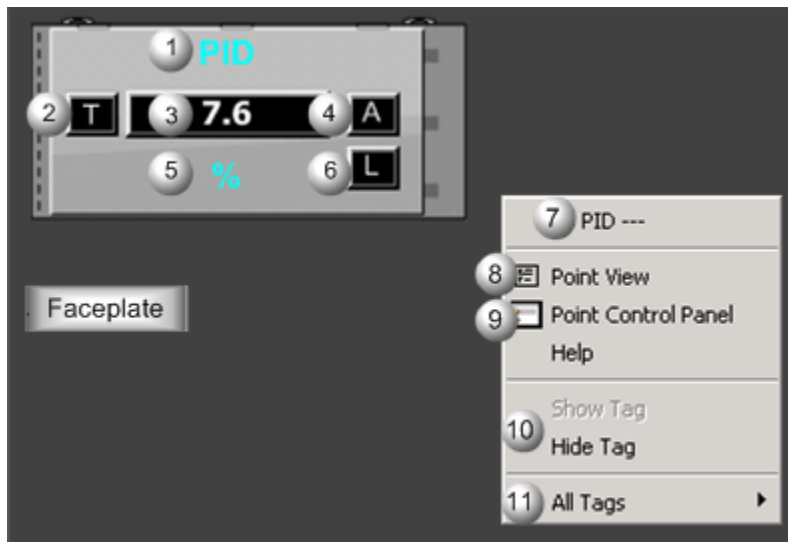 1 PID
2 T 3 7.6 4 A
5 % 6 L
7 PID ---
8 Point View
Faceplate
9 Point Control Panel
Help
Show Tag
10
Hide Tag
11 All Tags